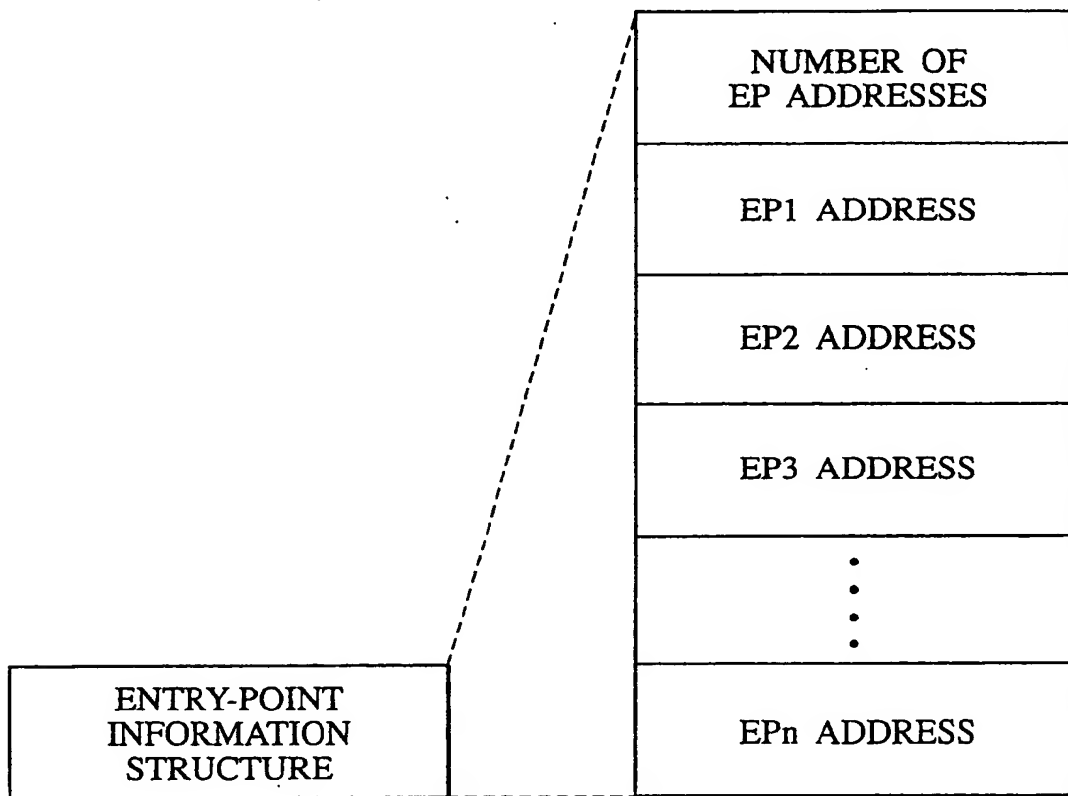 NUMBER OF
EP ADDRESSES
EP1 ADDRESS
EP2 ADDRESS
EP3 ADDRESS
ENTRY-POINT
INFORMATION
STRUCTURE
EPn ADDRESS